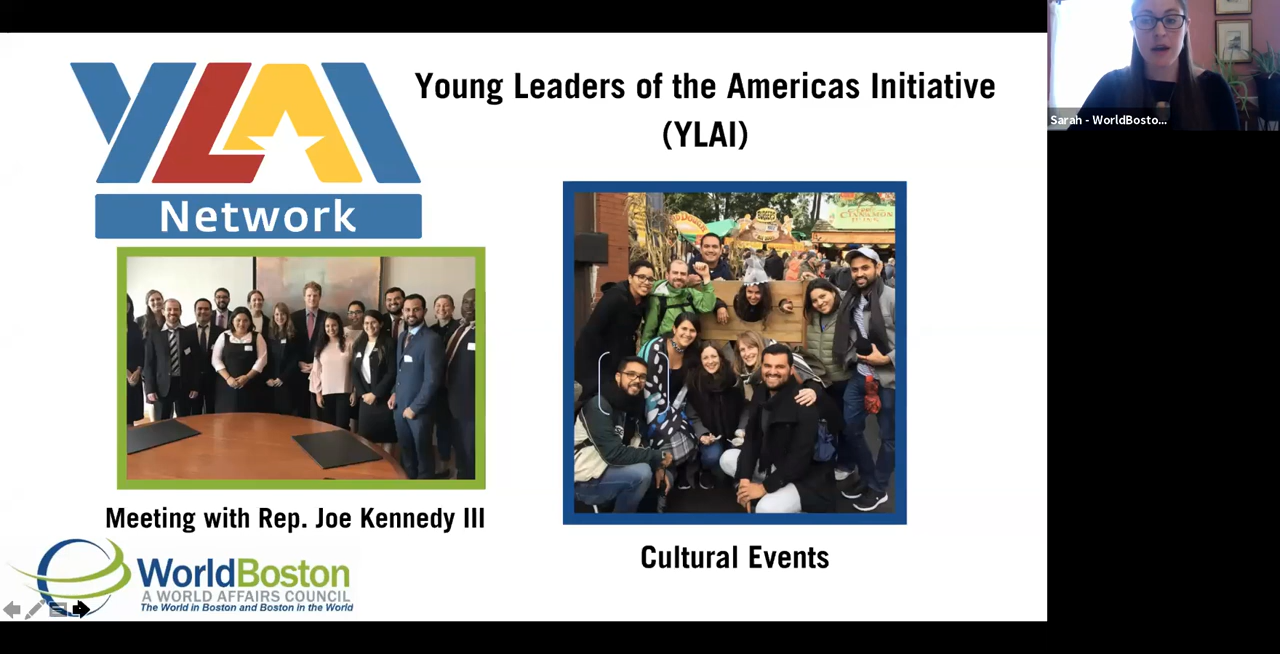 YLAI
Network
Young Leaders of the Americas Initiative
(YLAI)
Sarah - WorldBosto...
Meeting with Rep. Joe Kennedy III
Cultural Events
WorldBoston
A WORLD AFFAIRS COUNCIL
The World in Boston and Boston in the World